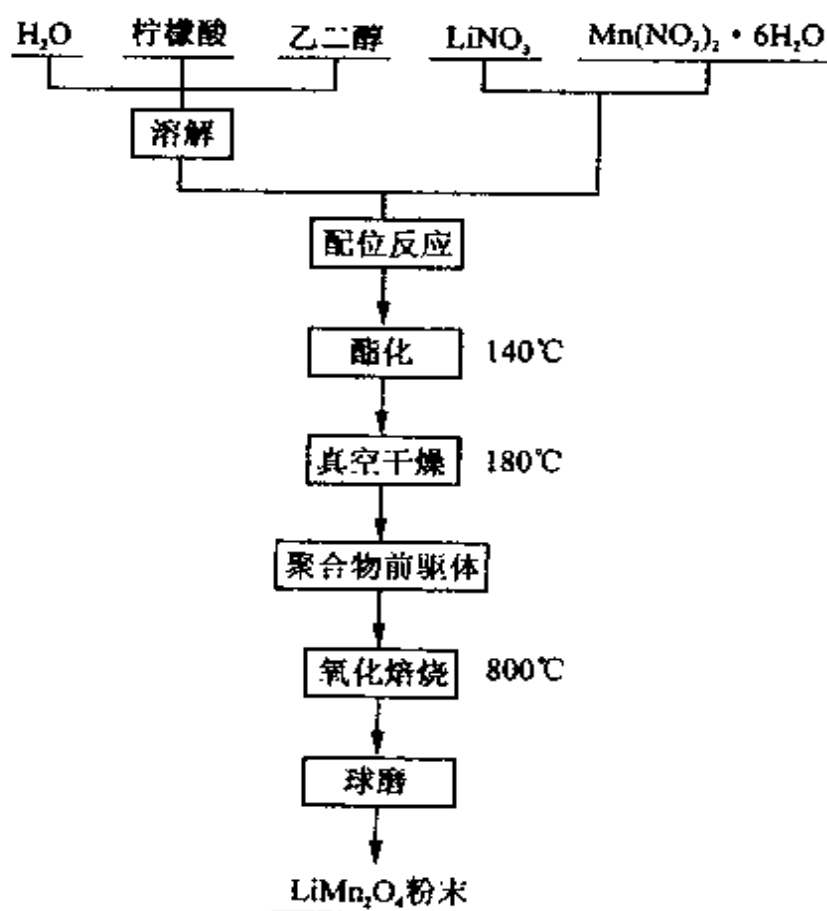 H₂O 柠檬酸 乙二醇 LiNO₃ Mn(NO₃)₂·6H₂O
溶解
配位反应
酯化 140℃
真空干燥 180℃
聚合物前驱体
氧化焙烧 800℃
球磨
LiMn₂O₄粉末